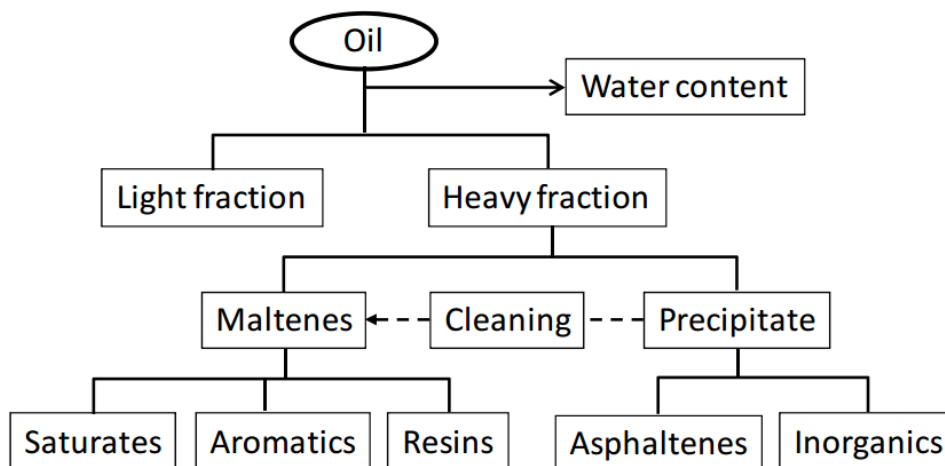 Oil
Water content
Light fraction
Heavy fraction
Maltenes
Cleaning
Precipitate
Saturates
Aromatics
Resins
Asphaltenes
Inorganics